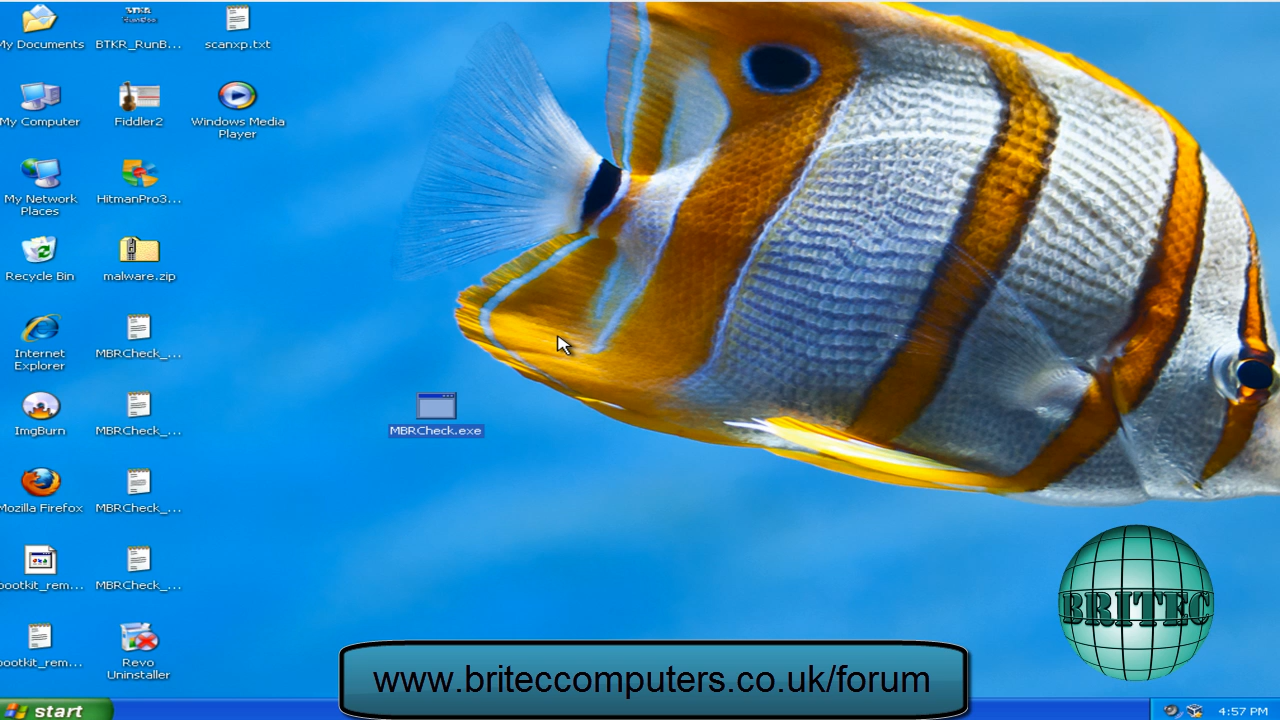 My Documents
BTKR_RunB...
scanxp.txt
My Computer
Fiddler2
Windows Media
Player
My Network
Places
HitmanPro3...
Recycle Bin
malware.zip
Internet
Explorer
MBRCheck_...
ImgBurn
MBRCheck_...
MBRCheck.exe
Mozilla Firefox
MBRCheck_...
bootkit_rem...
MBRCheck_...
BRITEC
bootkit_rem...
Revo
Uninstaller
www.briteccomputers.co.uk/forum
start
4:57 PM